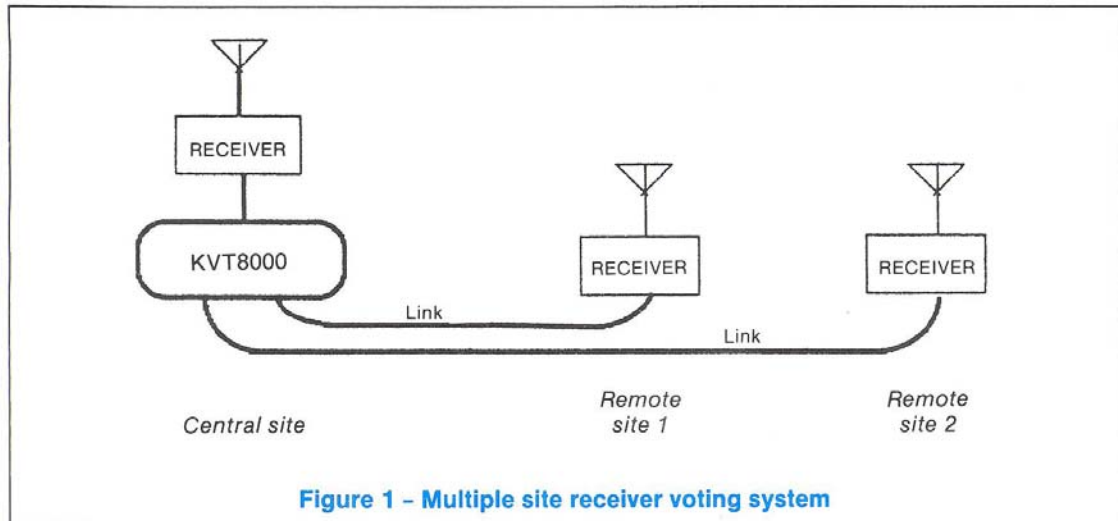 RECEIVER
KVT8000
RECEIVER
RECEIVER
Link
Link
Central site
Remote
site 1
Remote
site 2
Figure 1 – Multiple site receiver voting system